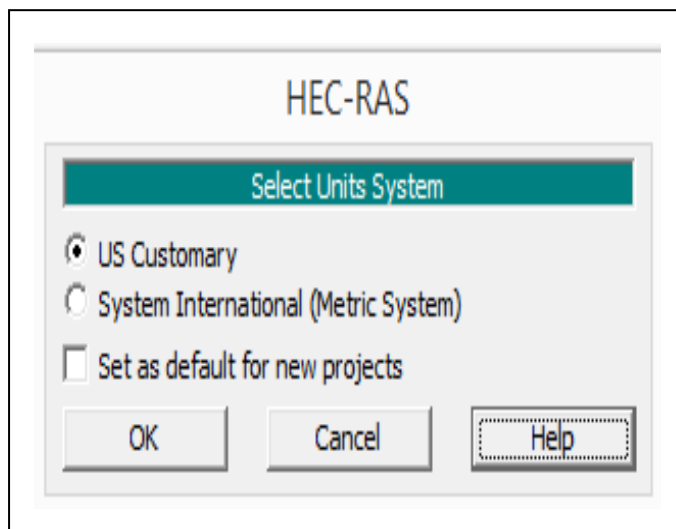 HEC-RAS
Select Units System
US Customary
System International (Metric System)
Set as default for new projects
OK Cancel Help